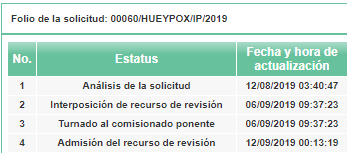 Folio de la solicitud: 00060/HUEYPOX/IP/2019
No. Estatus Fecha y hora de actualización
1 Análisis de la solicitud 12/08/2019 03:40:47
2 Interposición de recurso de revisión 06/09/2019 09:37:23
3 Turnado al comisionado ponente 06/09/2019 09:37:23
4 Admisión del recurso de revisión 12/09/2019 00:13:19